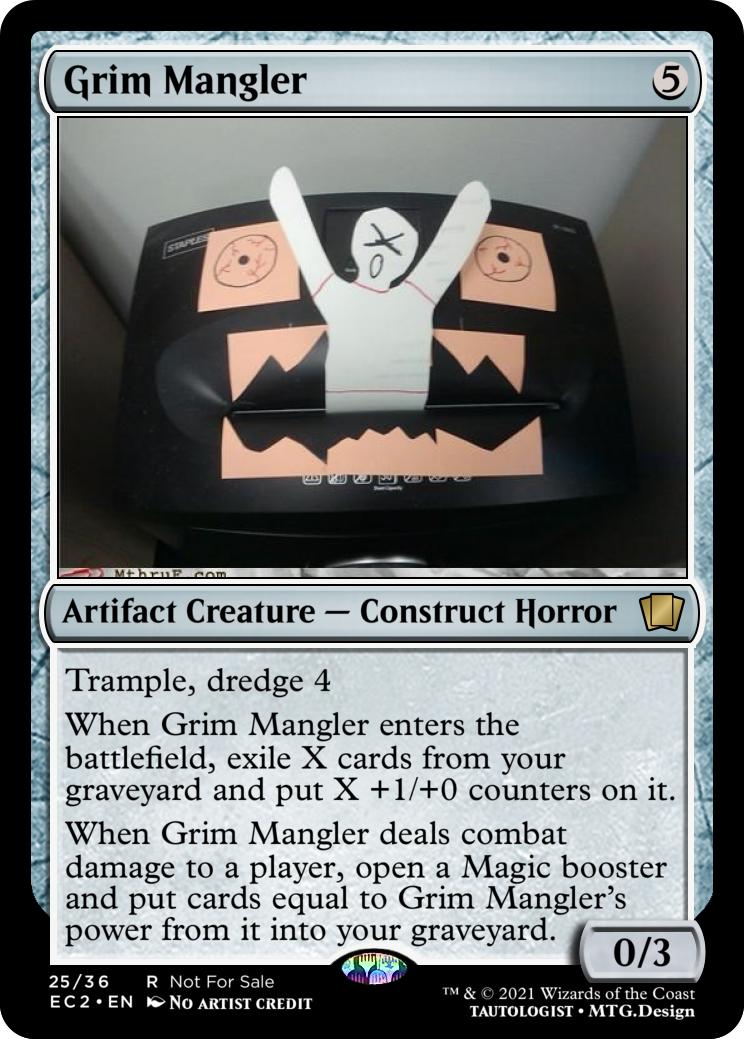 Grim Mangler
5
STAPLES
Sheet Capacity
MthruF.com
Artifact Creature — Construct Horror
Trample, dredge 4
When Grim Mangler enters the
battlefield, exile X cards from your
graveyard and put X +1/+0 counters on it.
When Grim Mangler deals combat
damage to a player, open a Magic booster
and put cards equal to Grim Mangler's
power from it into your graveyard.
0/3
25/36 R Not For Sale
EC2 • EN No artist credit
™ & © 2021 Wizards of the Coast
TAUTOLOGIST • MTG.Design